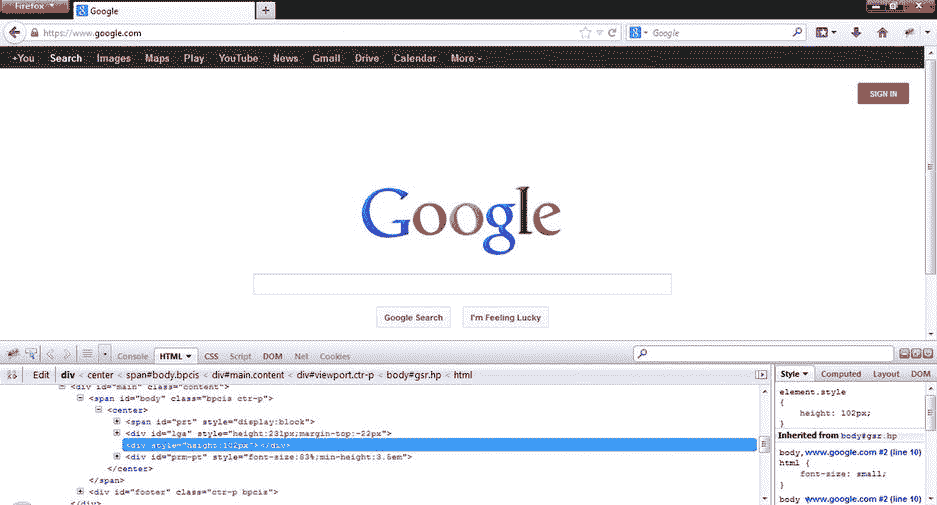 Firefox
Google
https://www.google.com
Google
+You Search Images Maps Play YouTube News Gmail Drive Calendar More
SIGN IN
Google
Google Search I'm Feeling Lucky
Console HTML CSS Script DOM Net Cookies
Edit div < center < span#body.bpcis < div#main.content < div#viewport.ctr-p < body#gsr.hp < html
Style Computed Layout DOM
<div id="main" class="content">
<span id="body" class="bpcis ctr-p">
<center>
<span id="prt" style="display:block">
<div id="lga" style="height:231px;margin-top:-22px">
<div style="height:102px"></div>
<div id="prm-pt" style="font-size:83%;min-height:3.5em">
</center>
</span>
<div id="footer" class="ctr-p bpcis">
</div>
element.style
{
height: 102px;
}
Inherited from body#gsr.hp
body, www.google.com #2 (line 10)
html {
font-size: small;
}
body www.google.com #2 (line 10)